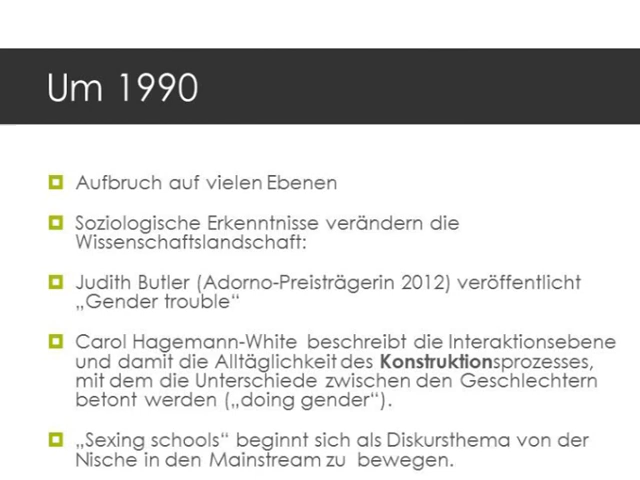 Um 1990
Aufbruch auf vielen Ebenen
Soziologische Erkenntnisse verändern die
Wissenschaftslandschaft:
Judith Butler (Adorno-Preisträgerin 2012) veröffentlicht
„Gender trouble“
Carol Hagemann-White beschreibt die Interaktionsebene
und damit die Alltäglichkeit des Konstruktionsprozesses,
mit dem die Unterschiede zwischen den Geschlechtern
betont werden („doing gender“).
„Sexing schools“ beginnt sich als Diskursthema von der
Nische in den Mainstream zu bewegen.